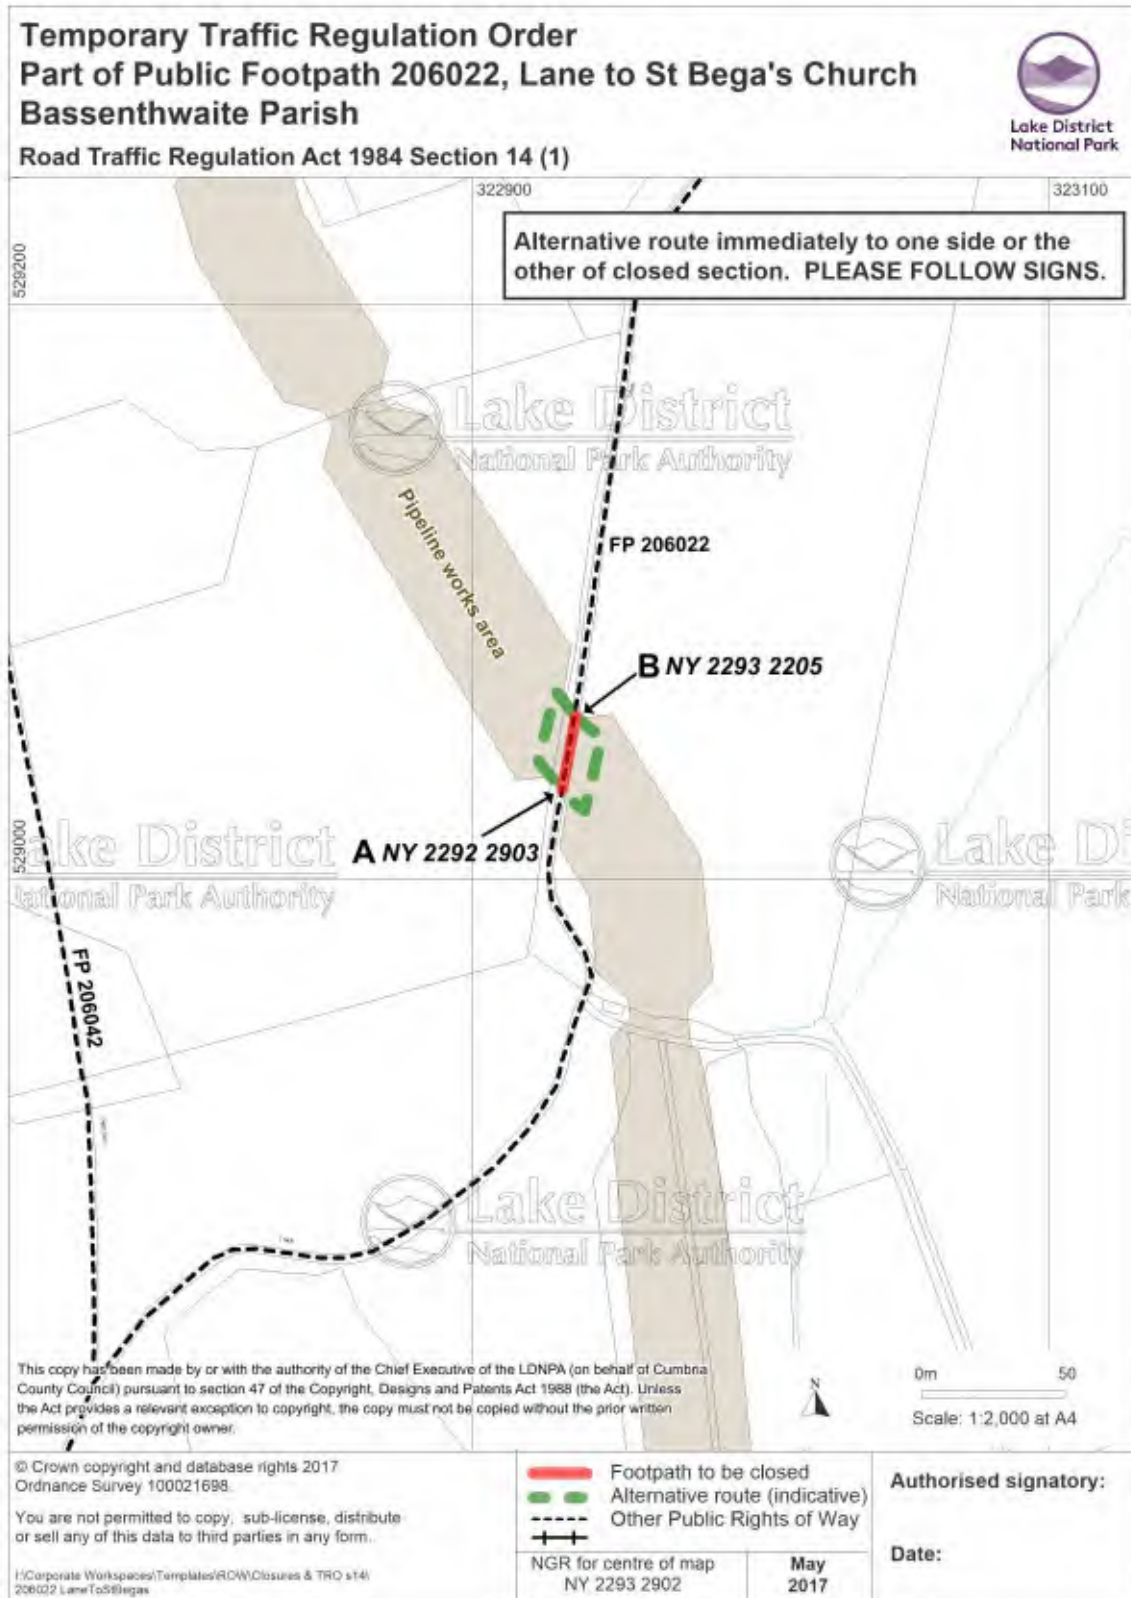 Temporary Traffic Regulation Order
Part of Public Footpath 206022, Lane to St Bega's Church
Bassenthwaite Parish
Road Traffic Regulation Act 1984 Section 14 (1)
Lake District
National Park
322900
323100
Alternative route immediately to one side or the
other of closed section. PLEASE FOLLOW SIGNS.
529200
Lake District
National Park Authority
Pipeline works area
FP 206022
B NY 2293 2205
A NY 2292 2903
529000
Lake District
National Park Authority
Lake Di
National Park
FP 206042
Lake District
National Park Authority
This copy has been made by or with the authority of the Chief Executive of the LDNPA (on behalf of Cumbria
County Council) pursuant to section 47 of the Copyright, Designs and Patents Act 1988 (the Act). Unless
the Act provides a relevant exception to copyright, the copy must not be copied without the prior written
permission of the copyright owner.
N
0m 50
Scale: 1:2,000 at A4
© Crown copyright and database rights 2017
Ordnance Survey 100021698.
You are not permitted to copy, sub-license, distribute
or sell any of this data to third parties in any form.
I:\Corporate Workspaces\Templates\ROW\Closures & TRO s14\
206022 LaneToStBegas
Footpath to be closed
Alternative route (indicative)
Other Public Rights of Way
NGR for centre of map
NY 2293 2902
May
2017
Authorised signatory:
Date: